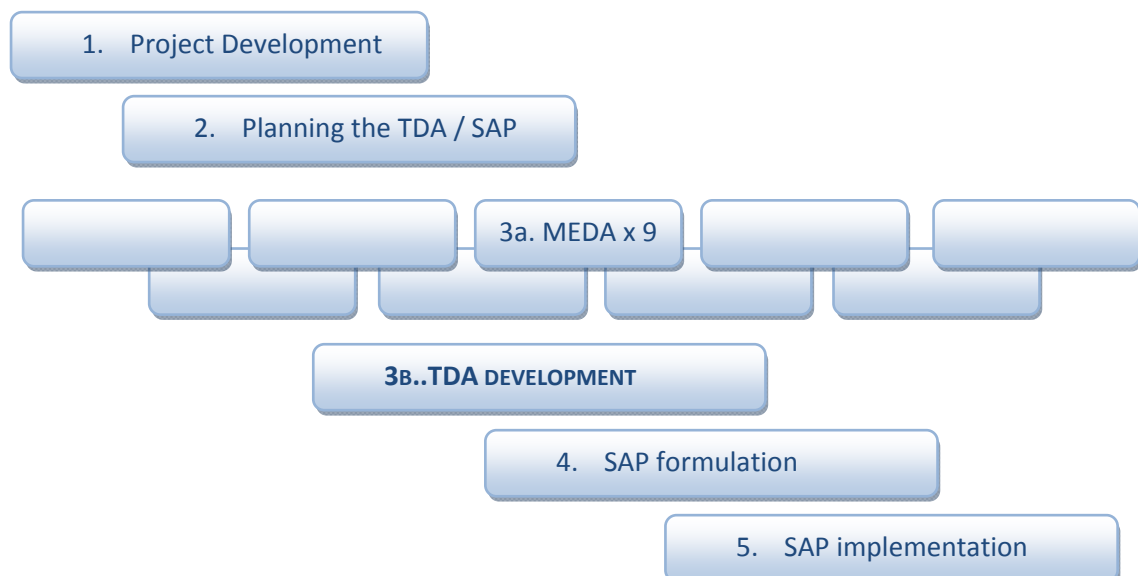 1. Project Development
2. Planning the TDA / SAP
3a. MEDA x 9
3B..TDA DEVELOPMENT
4. SAP formulation
5. SAP implementation